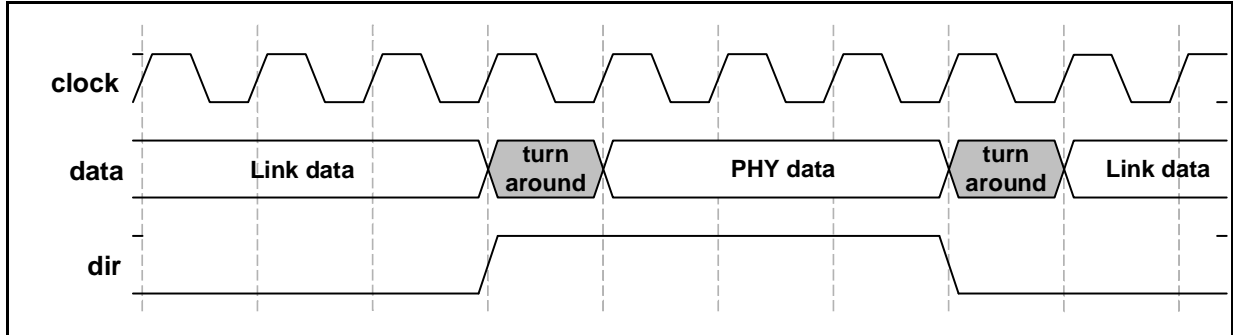 clock
data
Link data
turn
around
PHY data
turn
around
Link data
dir